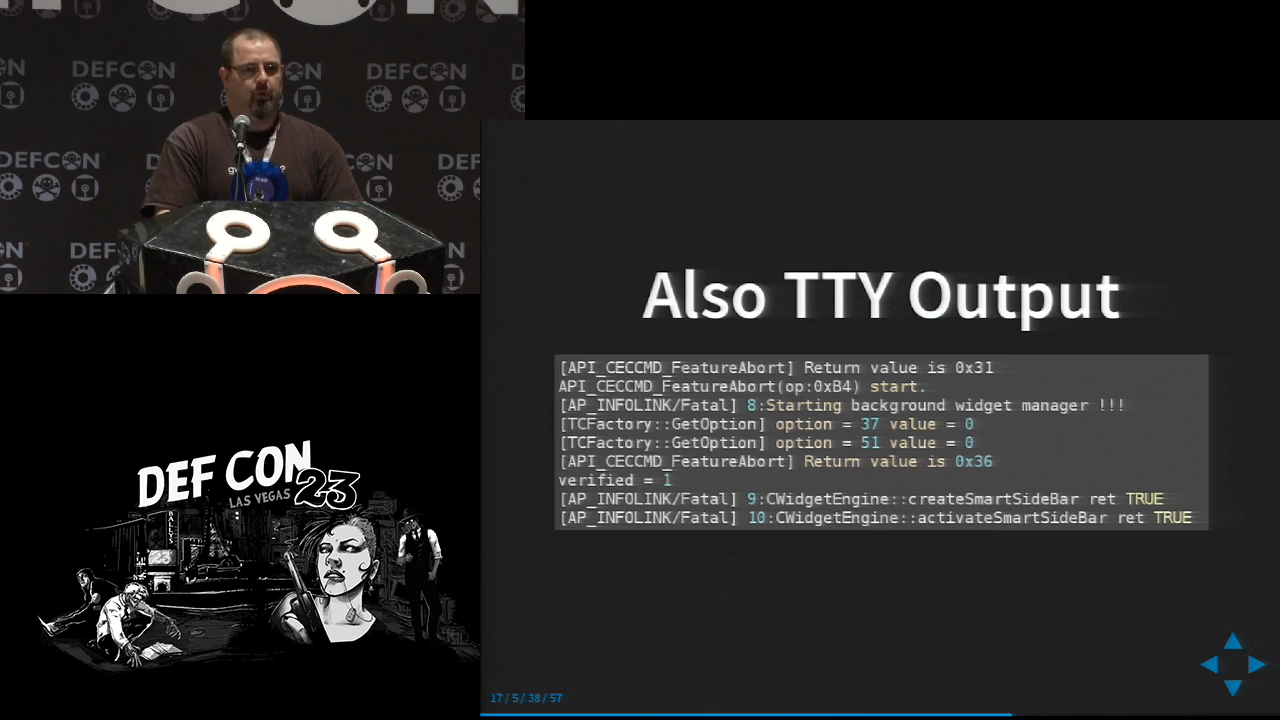 DEFCON
DEFCON
DEFCON
DEFCON
DEFCON
Also TTY Output
[API_CECCMD_FeatureAbort] Return value is 0x31
API_CECCMD_FeatureAbort(op:0xB4) start.
[AP_INFOLINK/Fatal] 8:Starting background widget manager !!!
[TCFactory::GetOption] option = 37 value = 0
[TCFactory::GetOption] option = 51 value = 0
[API_CECCMD_FeatureAbort] Return value is 0x36
verified = 1
[AP_INFOLINK/Fatal] 9:CWidgetEngine::createSmartSideBar ret TRUE
[AP_INFOLINK/Fatal] 10:CWidgetEngine::activateSmartSideBar ret TRUE
DEF CON 23
LAS VEGAS
17 / 5 / 38 / 57